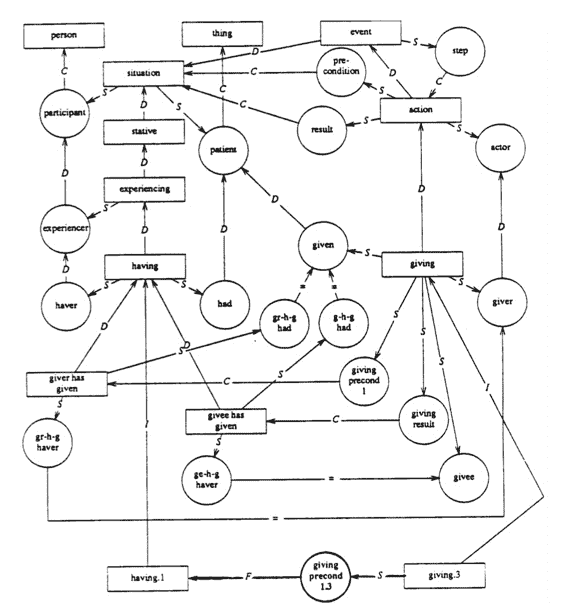 person
thing
event
step
D
S
C
situation
C
pre-
condition
D
C
S
participant
S
D
S
C
C
S
action
stative
patient
result
S
S
actor
D
D
experiencing
S
D
D
D
D
experiencer
D
given
S
giving
D
having
S
S
S
giver
haver
had
=
=
gr-h-g
had
g-h-g
had
D
D
S
S
S
S
I
giver has
given
C
giving
precond
1
S
S
givee has
given
C
giving
result
gr-h-g
haver
I
S
ge-h-g
haver
=
givee
=
having.1
F
giving
precond
1.3
S
giving.3